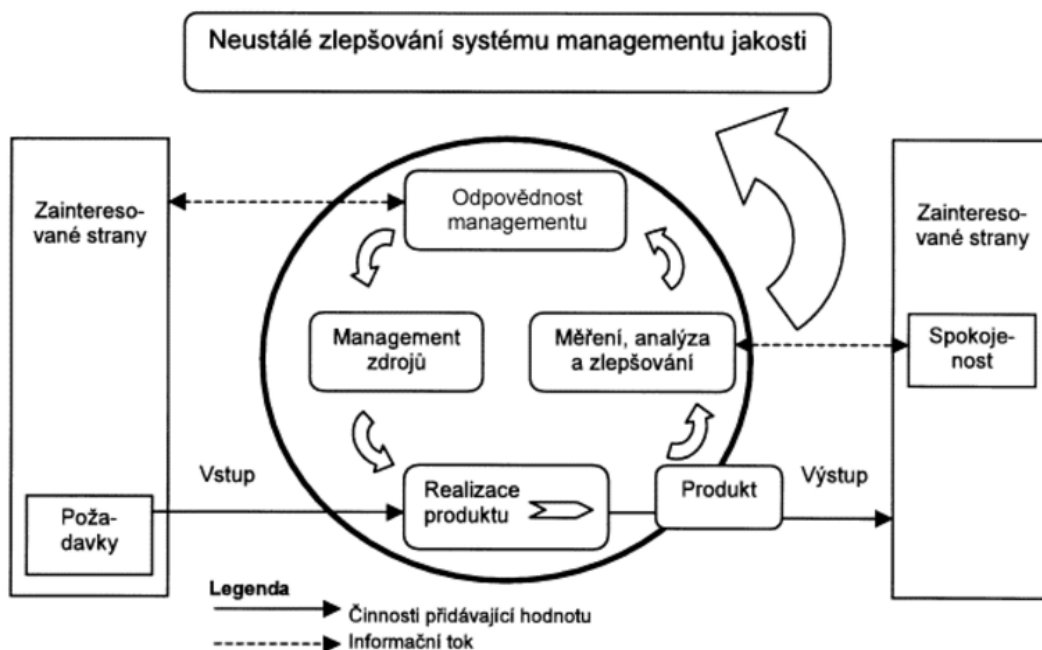 Neustálé zlepšování systému managementu jakosti
Zaintereso-
vané strany
Odpovědnost
managementu
Zaintereso-
vané strany
Management
zdrojů
Měření, analýza
a zlepšování
Spokoje-
nost
Vstup
Realizace
produktu
Produkt
Výstup
Poža-
davky
Legenda
Činnosti přidávající hodnotu
Informační tok